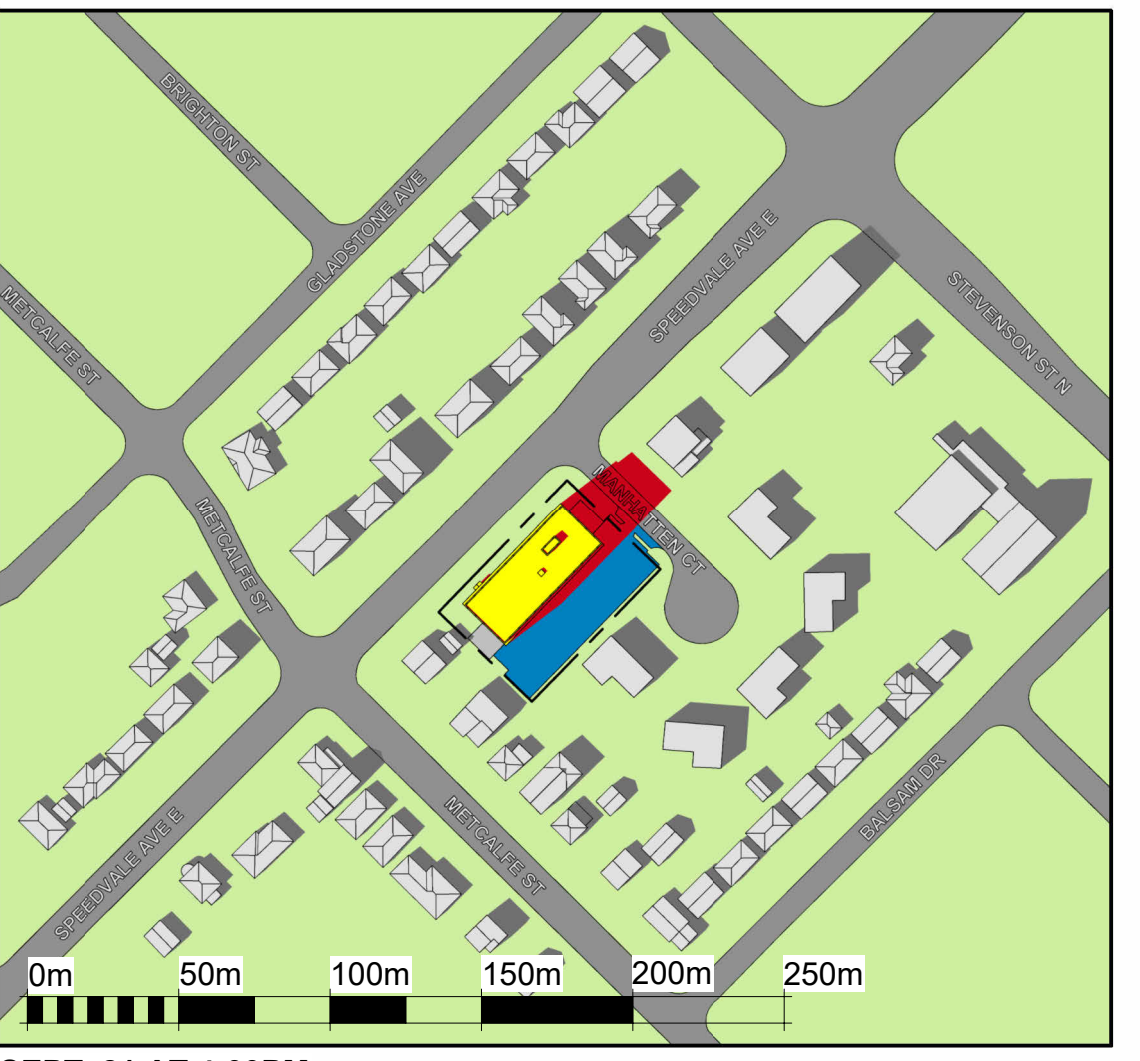 BRIGHTON ST
GLADSTONE AVE
METCALFE ST
SPEEDVALE AVE E
STEVENSON ST N
MANHATTEN CT
METCALFE ST
SPEEDVALE AVE E
METCALFE ST
BALSAM DR
0m 50m 100m 150m 200m 250m